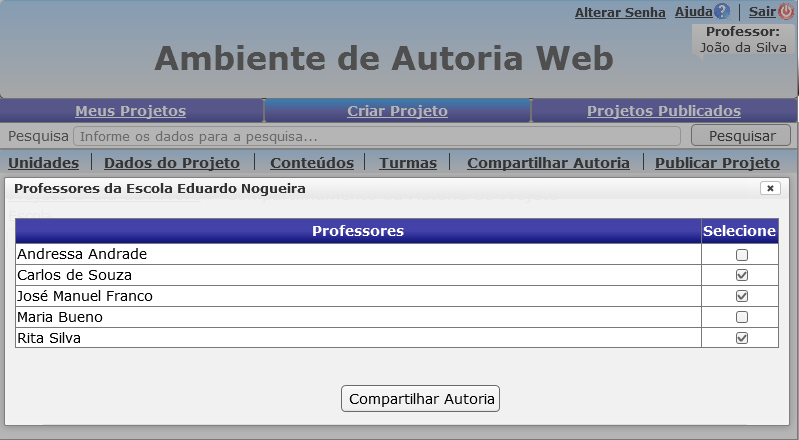 Alterar Senha Ajuda? | Sair
Professor:
João da Silva
Ambiente de Autoria Web
Meus Projetos Criar Projeto Projetos Publicados
Pesquisa Informe os dados para a pesquisa... Pesquisar
Unidades | Dados do Projeto | Conteúdos | Turmas | Compartilhar Autoria | Publicar Projeto
Professores da Escola Eduardo Nogueira
Professores Selecione
Andressa Andrade
Carlos de Souza
José Manuel Franco
Maria Bueno
Rita Silva
Compartilhar Autoria